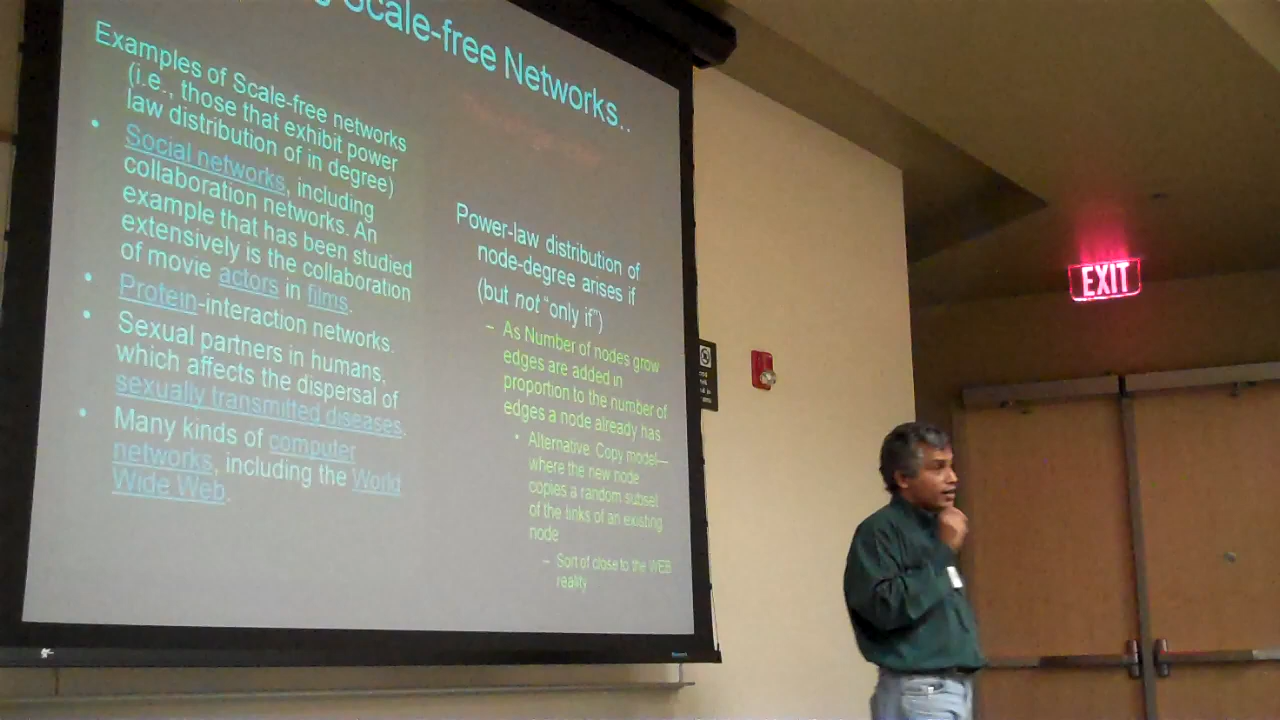 Scale-free Networks..
Examples of Scale-free networks
(i.e., those that exhibit power
law distribution of in degree)
• Social networks, including
collaboration networks. An
example that has been studied
extensively is the collaboration
of movie actors in films.
• Protein-interaction networks.
• Sexual partners in humans,
which affects the dispersal of
sexually transmitted diseases.
• Many kinds of computer
networks, including the World
Wide Web.
Power-law distribution of
node-degree arises if
(but not “only if”)
– As Number of nodes grow
edges are added in
proportion to the number of
edges a node already has
• Alternative: Copy model—
where the new node
copies a random subset
of the links of an existing
node
– Sort of close to the WEB
reality
EXIT